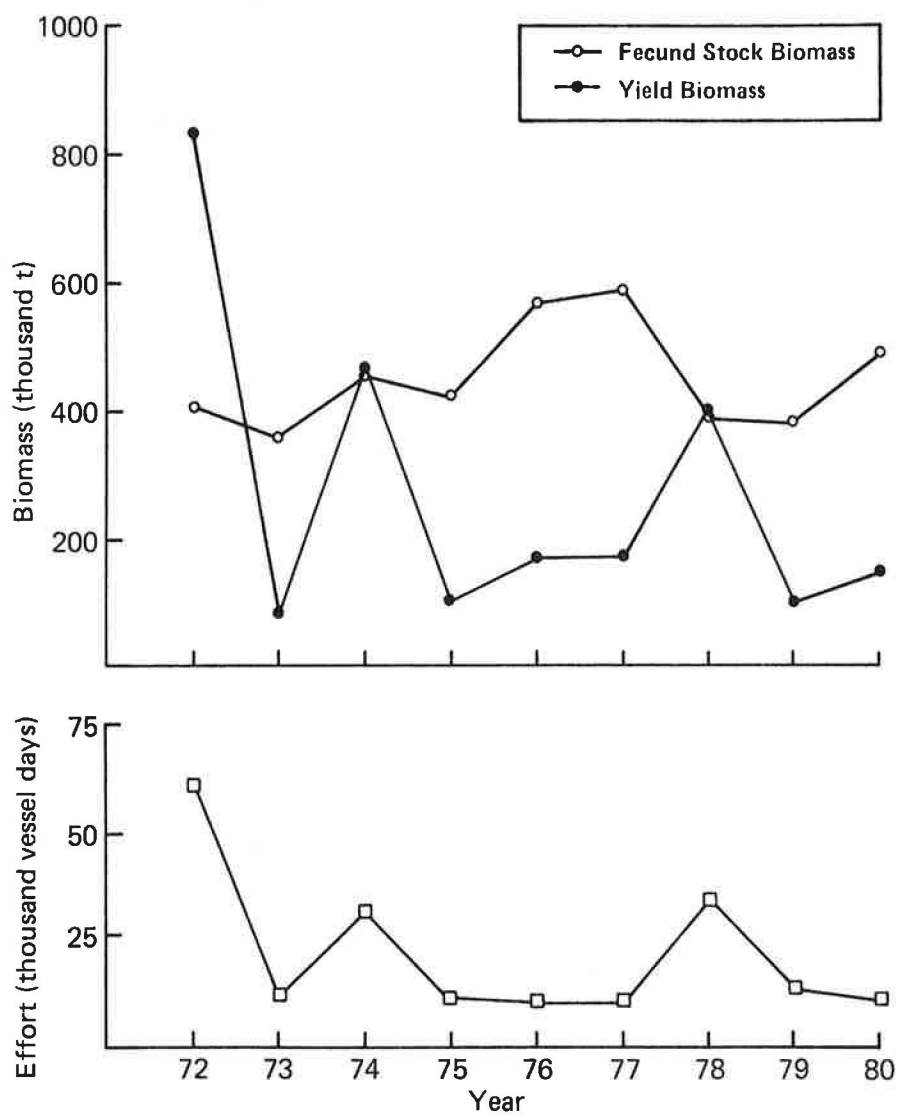 1000
Fecund Stock Biomass
Yield Biomass
800
600
400
200
Biomass (thousand t)
75
50
25
Effort (thousand vessel days)
72 73 74 75 76 77 78 79 80
Year